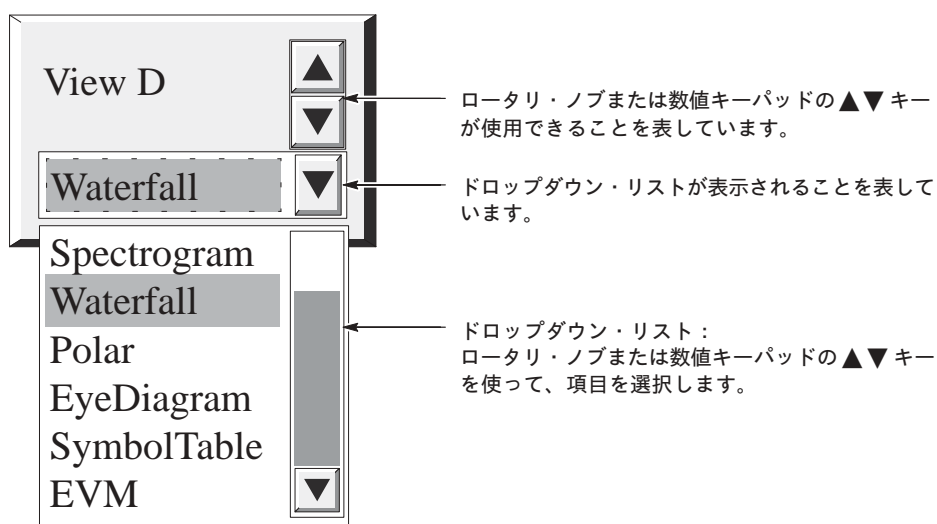 View D
▲
▼
Waterfall ▼
Spectrogram
Waterfall
Polar
EyeDiagram
SymbolTable
EVM ▼
ロータリ・ノブまたは数値キーパッドの▲▼キー
が使用できることを表しています。
ドロップダウン・リストが表示されることを表して
います。
ドロップダウン・リスト：
ロータリ・ノブまたは数値キーパッドの▲▼キー
を使って、項目を選択します。